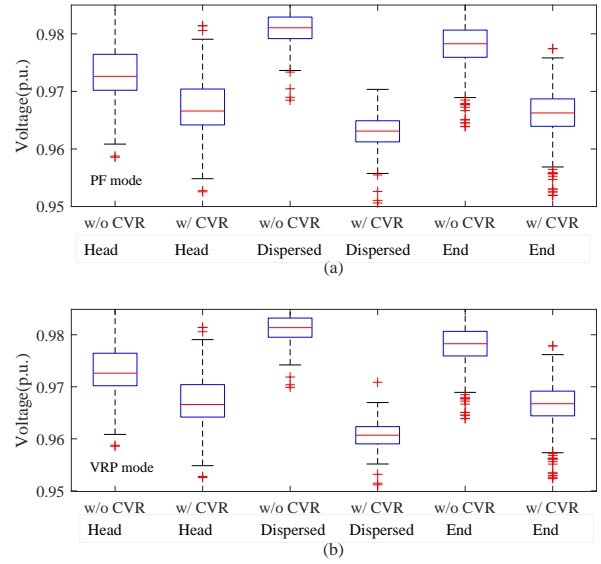 0.98
0.97
0.96
0.95
Voltage(p.u.)
PF mode
w/o CVR w/ CVR w/o CVR w/ CVR w/o CVR w/ CVR
Head Head Dispersed Dispersed End End
(a)
0.98
0.97
0.96
0.95
Voltage(p.u.)
VRP mode
w/o CVR w/ CVR w/o CVR w/ CVR w/o CVR w/ CVR
Head Head Dispersed Dispersed End End
(b)